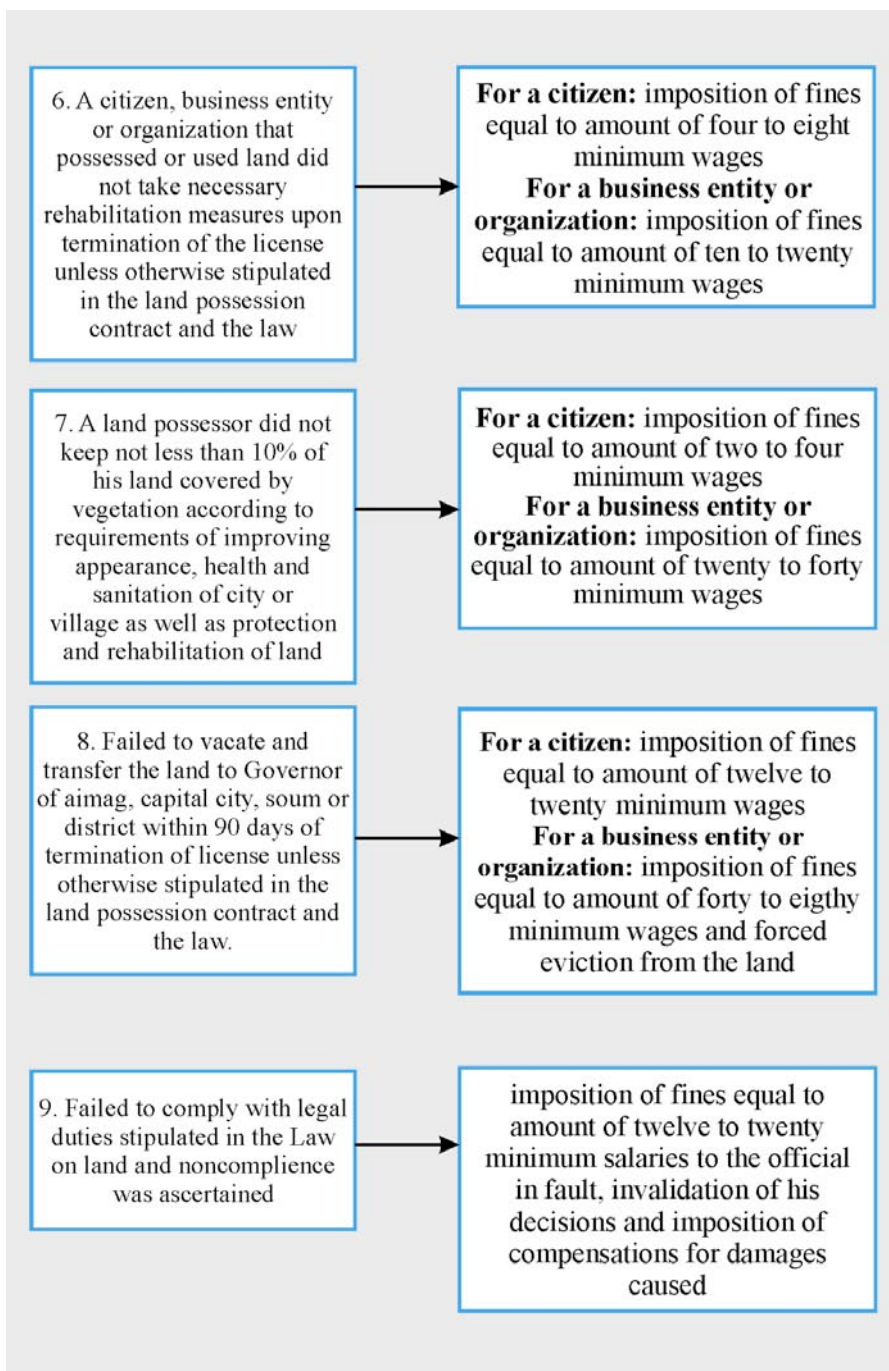 6. A citizen, business entity
or organization that
possessed or used land did
not take necessary
rehabilitation measures upon
termination of the license
unless otherwise stipulated
in the land possession
contract and the law
For a citizen: imposition of fines
equal to amount of four to eight
minimum wages
For a business entity or
organization: imposition of fines
equal to amount of ten to twenty
minimum wages
7. A land possessor did not
keep not less than 10% of
his land covered by
vegetation according to
requirements of improving
appearance, health and
sanitation of city or
village as well as protection
and rehabilitation of land
For a citizen: imposition of fines
equal to amount of two to four
minimum wages
For a business entity or
organization: imposition of fines
equal to amount of twenty to forty
minimum wages
8. Failed to vacate and
transfer the land to Governor
of aimag, capital city, soum or
district within 90 days of
termination of license unless
otherwise stipulated in the
land possession contract and
the law.
For a citizen: imposition of fines
equal to amount of twelve to
twenty minimum wages
For a business entity or
organization: imposition of fines
equal to amount of forty to eigthy
minimum wages and forced
eviction from the land
9. Failed to comply with legal
duties stipulated in the Law
on land and noncomplience
was ascertained
imposition of fines equal to
amount of twelve to twenty
minimum salaries to the official
in fault, invalidation of his
decisions and imposition of
compensations for damages
caused